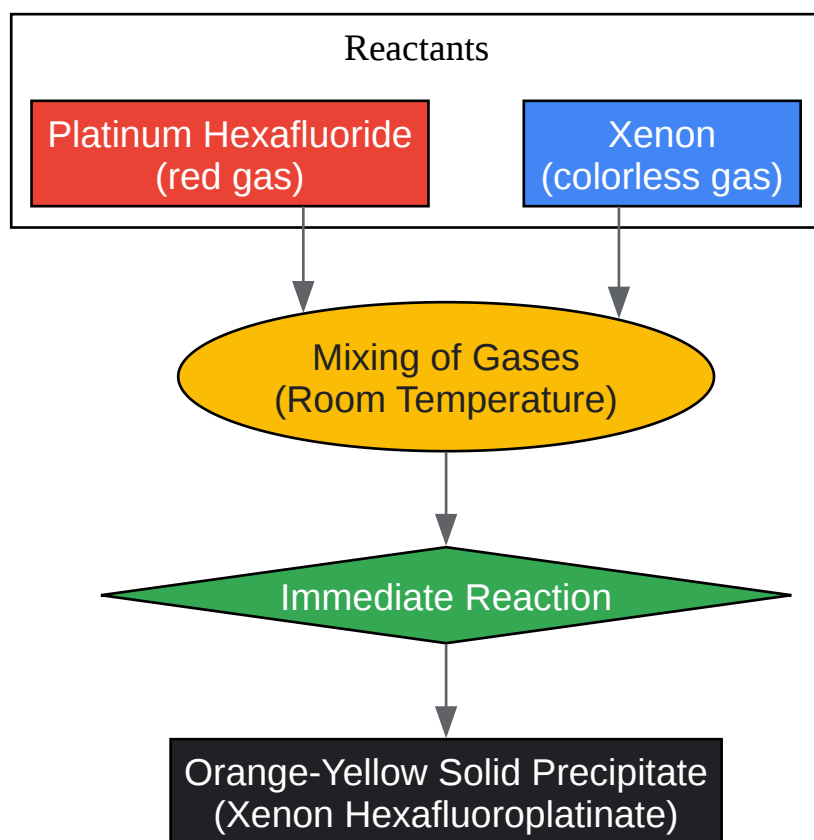 Reactants
Platinum Hexafluoride
(red gas)
Xenon
(colorless gas)
Mixing of Gases
(Room Temperature)
Immediate Reaction
Orange-Yellow Solid Precipitate
(Xenon Hexafluoroplatinate)